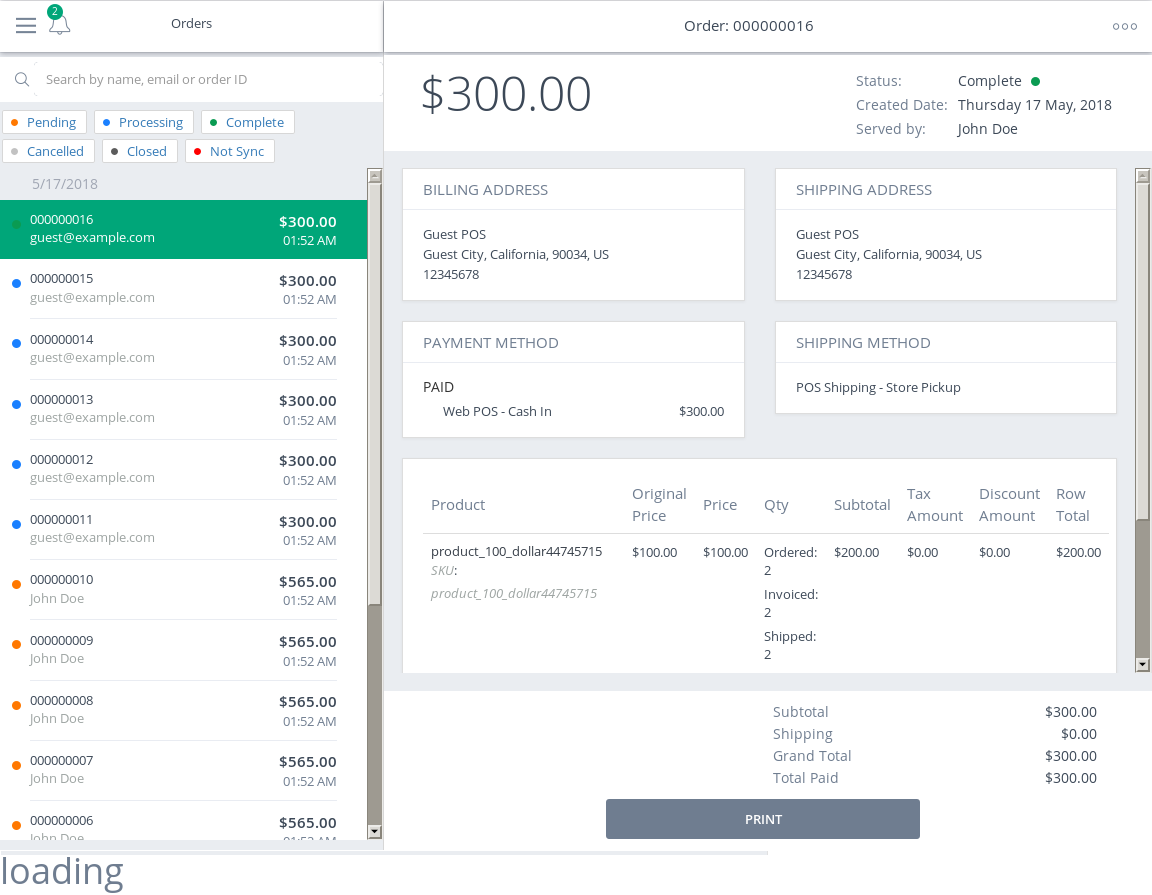 2
Orders
Search by name, email or order ID
Pending
Processing
Complete
Cancelled
Closed
Not Sync
5/17/2018
000000016 $300.00
guest@example.com 01:52 AM
000000015 $300.00
guest@example.com 01:52 AM
000000014 $300.00
guest@example.com 01:52 AM
000000013 $300.00
guest@example.com 01:52 AM
000000012 $300.00
guest@example.com 01:52 AM
000000011 $300.00
guest@example.com 01:52 AM
000000010 $565.00
John Doe 01:52 AM
000000009 $565.00
John Doe 01:52 AM
000000008 $565.00
John Doe 01:52 AM
000000007 $565.00
John Doe 01:52 AM
000000006 $565.00
John Doe 01:52 AM
Order: 000000016
$300.00
Status: Complete
Created Date: Thursday 17 May, 2018
Served by: John Doe
BILLING ADDRESS
Guest POS
Guest City, California, 90034, US
12345678
SHIPPING ADDRESS
Guest POS
Guest City, California, 90034, US
12345678
PAYMENT METHOD
PAID
Web POS - Cash In $300.00
SHIPPING METHOD
POS Shipping - Store Pickup
Product Original Price Price Qty Subtotal Tax Amount Discount Amount Row Total
product_100_dollar44745715 $100.00 $100.00 Ordered: $200.00 $0.00 $0.00 $200.00
SKU: 2
product_100_dollar44745715 Invoiced:
2
Shipped:
2
Subtotal $300.00
Shipping $0.00
Grand Total $300.00
Total Paid $300.00
PRINT
loading